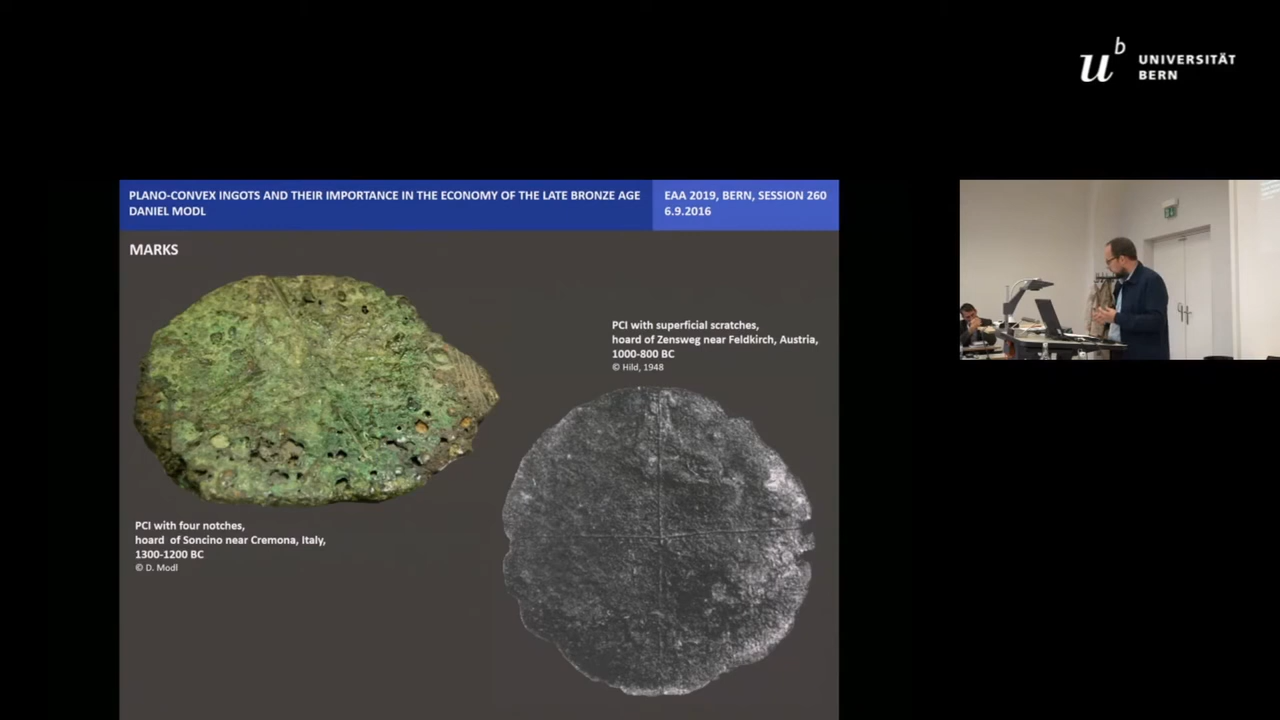 u^b UNIVERSITÄT
BERN
PLANO-CONVEX INGOTS AND THEIR IMPORTANCE IN THE ECONOMY OF THE LATE BRONZE AGE
DANIEL MODL
EAA 2019, BERN, SESSION 260
6.9.2016
MARKS
PCI with superficial scratches,
hoard of Zensweg near Feldkirch, Austria,
1000-800 BC
© Hild, 1948
PCI with four notches,
hoard of Soncino near Cremona, Italy,
1300-1200 BC
© D. Modl